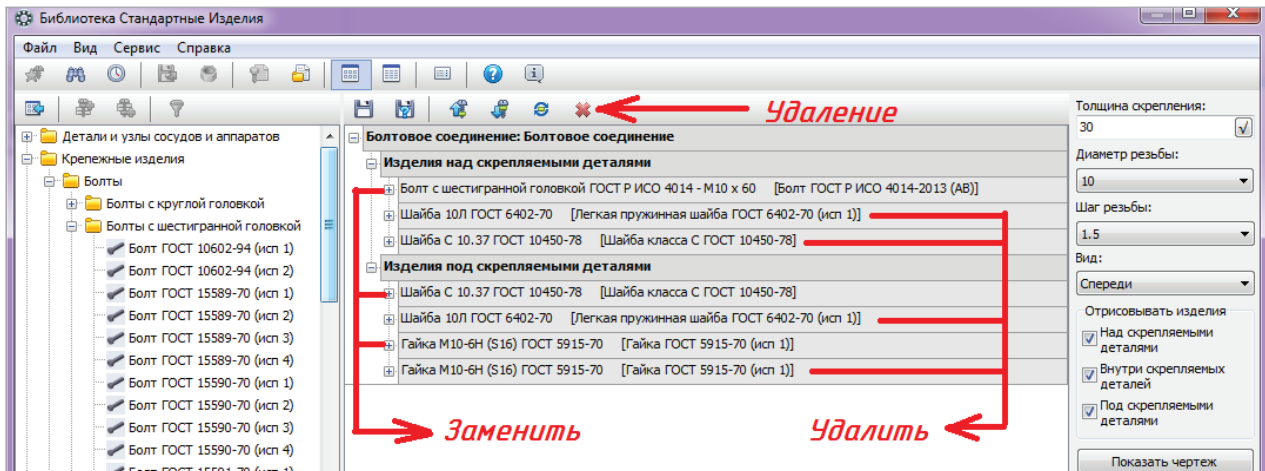 Библиотека Стандартные Изделия
Файл Вид Сервис Справка
Удаление
Детали и узлы сосудов и аппаратов
Крепежные изделия
Болты
Болты с круглой головкой
Болты с шестигранной головкой
Болт ГОСТ 10602-94 (исп 1)
Болт ГОСТ 10602-94 (исп 2)
Болт ГОСТ 15589-70 (исп 1)
Болт ГОСТ 15589-70 (исп 2)
Болт ГОСТ 15589-70 (исп 3)
Болт ГОСТ 15589-70 (исп 4)
Болт ГОСТ 15590-70 (исп 1)
Болт ГОСТ 15590-70 (исп 2)
Болт ГОСТ 15590-70 (исп 3)
Болт ГОСТ 15590-70 (исп 4)
Болтовое соединение: Болтовое соединение
Изделия над скрепляемыми деталями
Болт с шестигранной головкой ГОСТ Р ИСО 4014 - M10 x 60 [Болт ГОСТ Р ИСО 4014-2013 (AB)]
Шайба 10Л ГОСТ 6402-70 [Легкая пружинная шайба ГОСТ 6402-70 (исп 1)]
Шайба C 10.37 ГОСТ 10450-78 [Шайба класса C ГОСТ 10450-78]
Изделия под скрепляемыми деталями
Шайба C 10.37 ГОСТ 10450-78 [Шайба класса C ГОСТ 10450-78]
Шайба 10Л ГОСТ 6402-70 [Легкая пружинная шайба ГОСТ 6402-70 (исп 1)]
Гайка M10-6H (S16) ГОСТ 5915-70 [Гайка ГОСТ 5915-70 (исп 1)]
Гайка M10-6H (S16) ГОСТ 5915-70 [Гайка ГОСТ 5915-70 (исп 1)]
Заменить
Удалить
Толщина скрепления:
30
Диаметр резьбы:
10
Шаг резьбы:
1.5
Вид:
Спереди
Отрисовывать изделия
Над скрепляемыми
деталями
Внутри скрепляемых
деталей
Под скрепляемыми
деталями
Показать чертеж